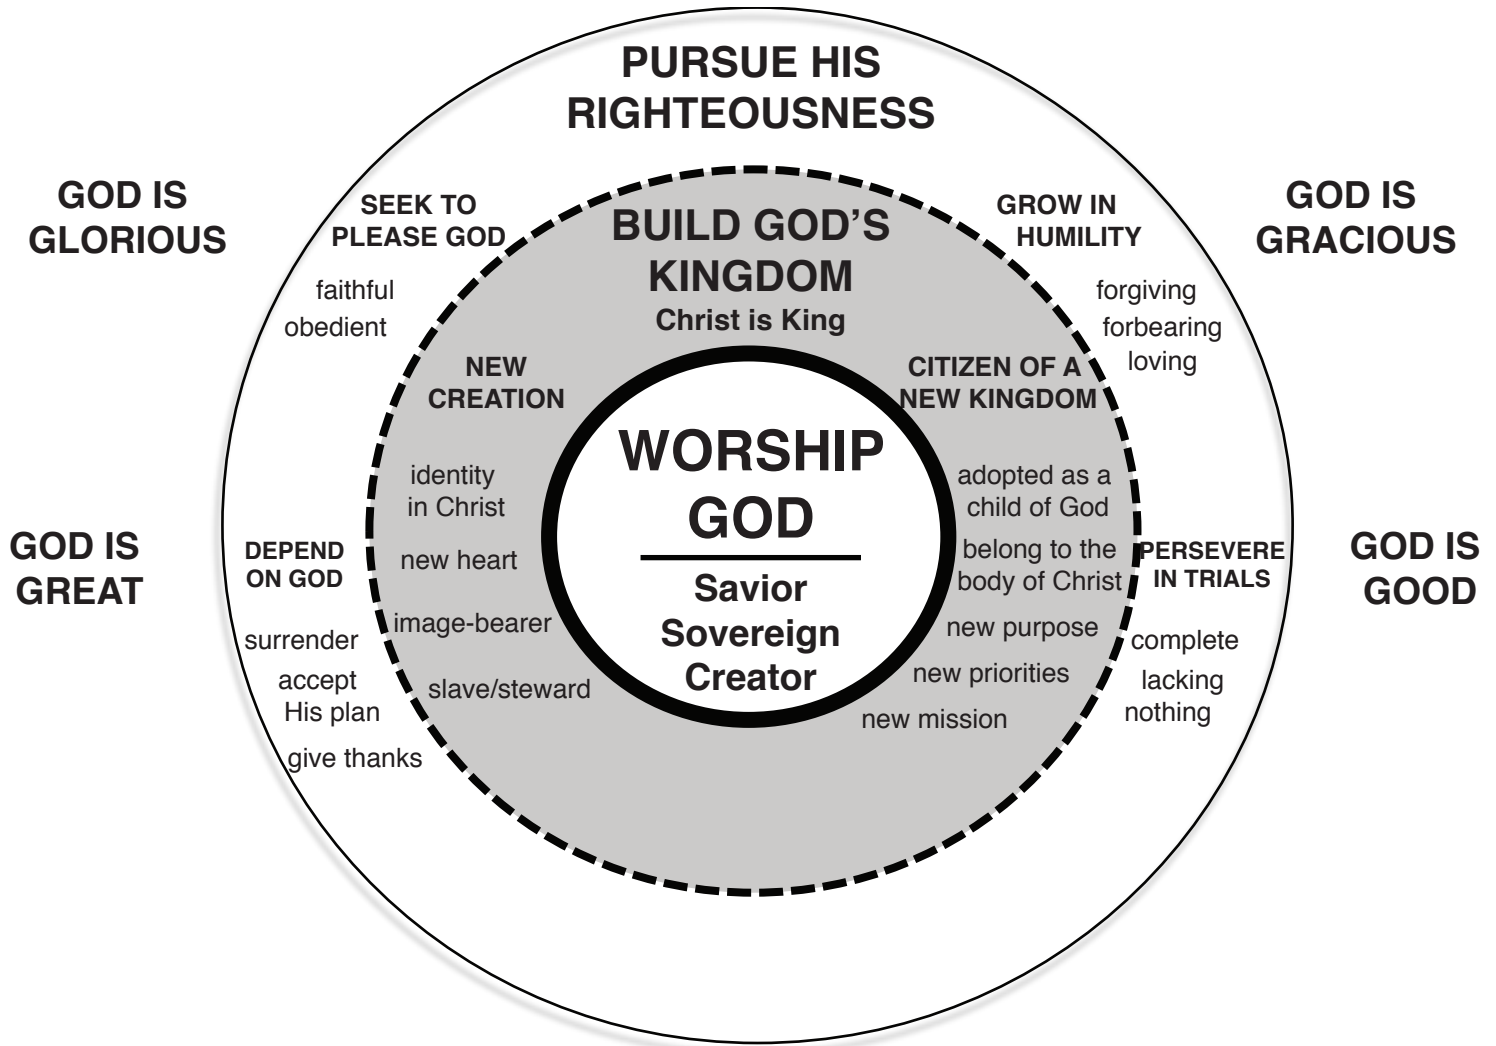 PURSUE HIS
RIGHTEOUSNESS
GOD IS
GLORIOUS
SEEK TO
PLEASE GOD
faithful
obedient
BUILD GOD’S
KINGDOM
Christ is King
GROW IN
HUMILITY
forgiving
forbearing
loving
GOD IS
GRACIOUS
NEW
CREATION
identity
in Christ
new heart
image-bearer
slave/steward
WORSHIP
GOD
Savior
Sovereign
Creator
CITIZEN OF A
NEW KINGDOM
adopted as a
child of God
belong to the
body of Christ
new purpose
new priorities
new mission
GOD IS
GREAT
DEPEND
ON GOD
surrender
accept
His plan
give thanks
PERSEVERE
IN TRIALS
complete
lacking
nothing
GOD IS
GOOD